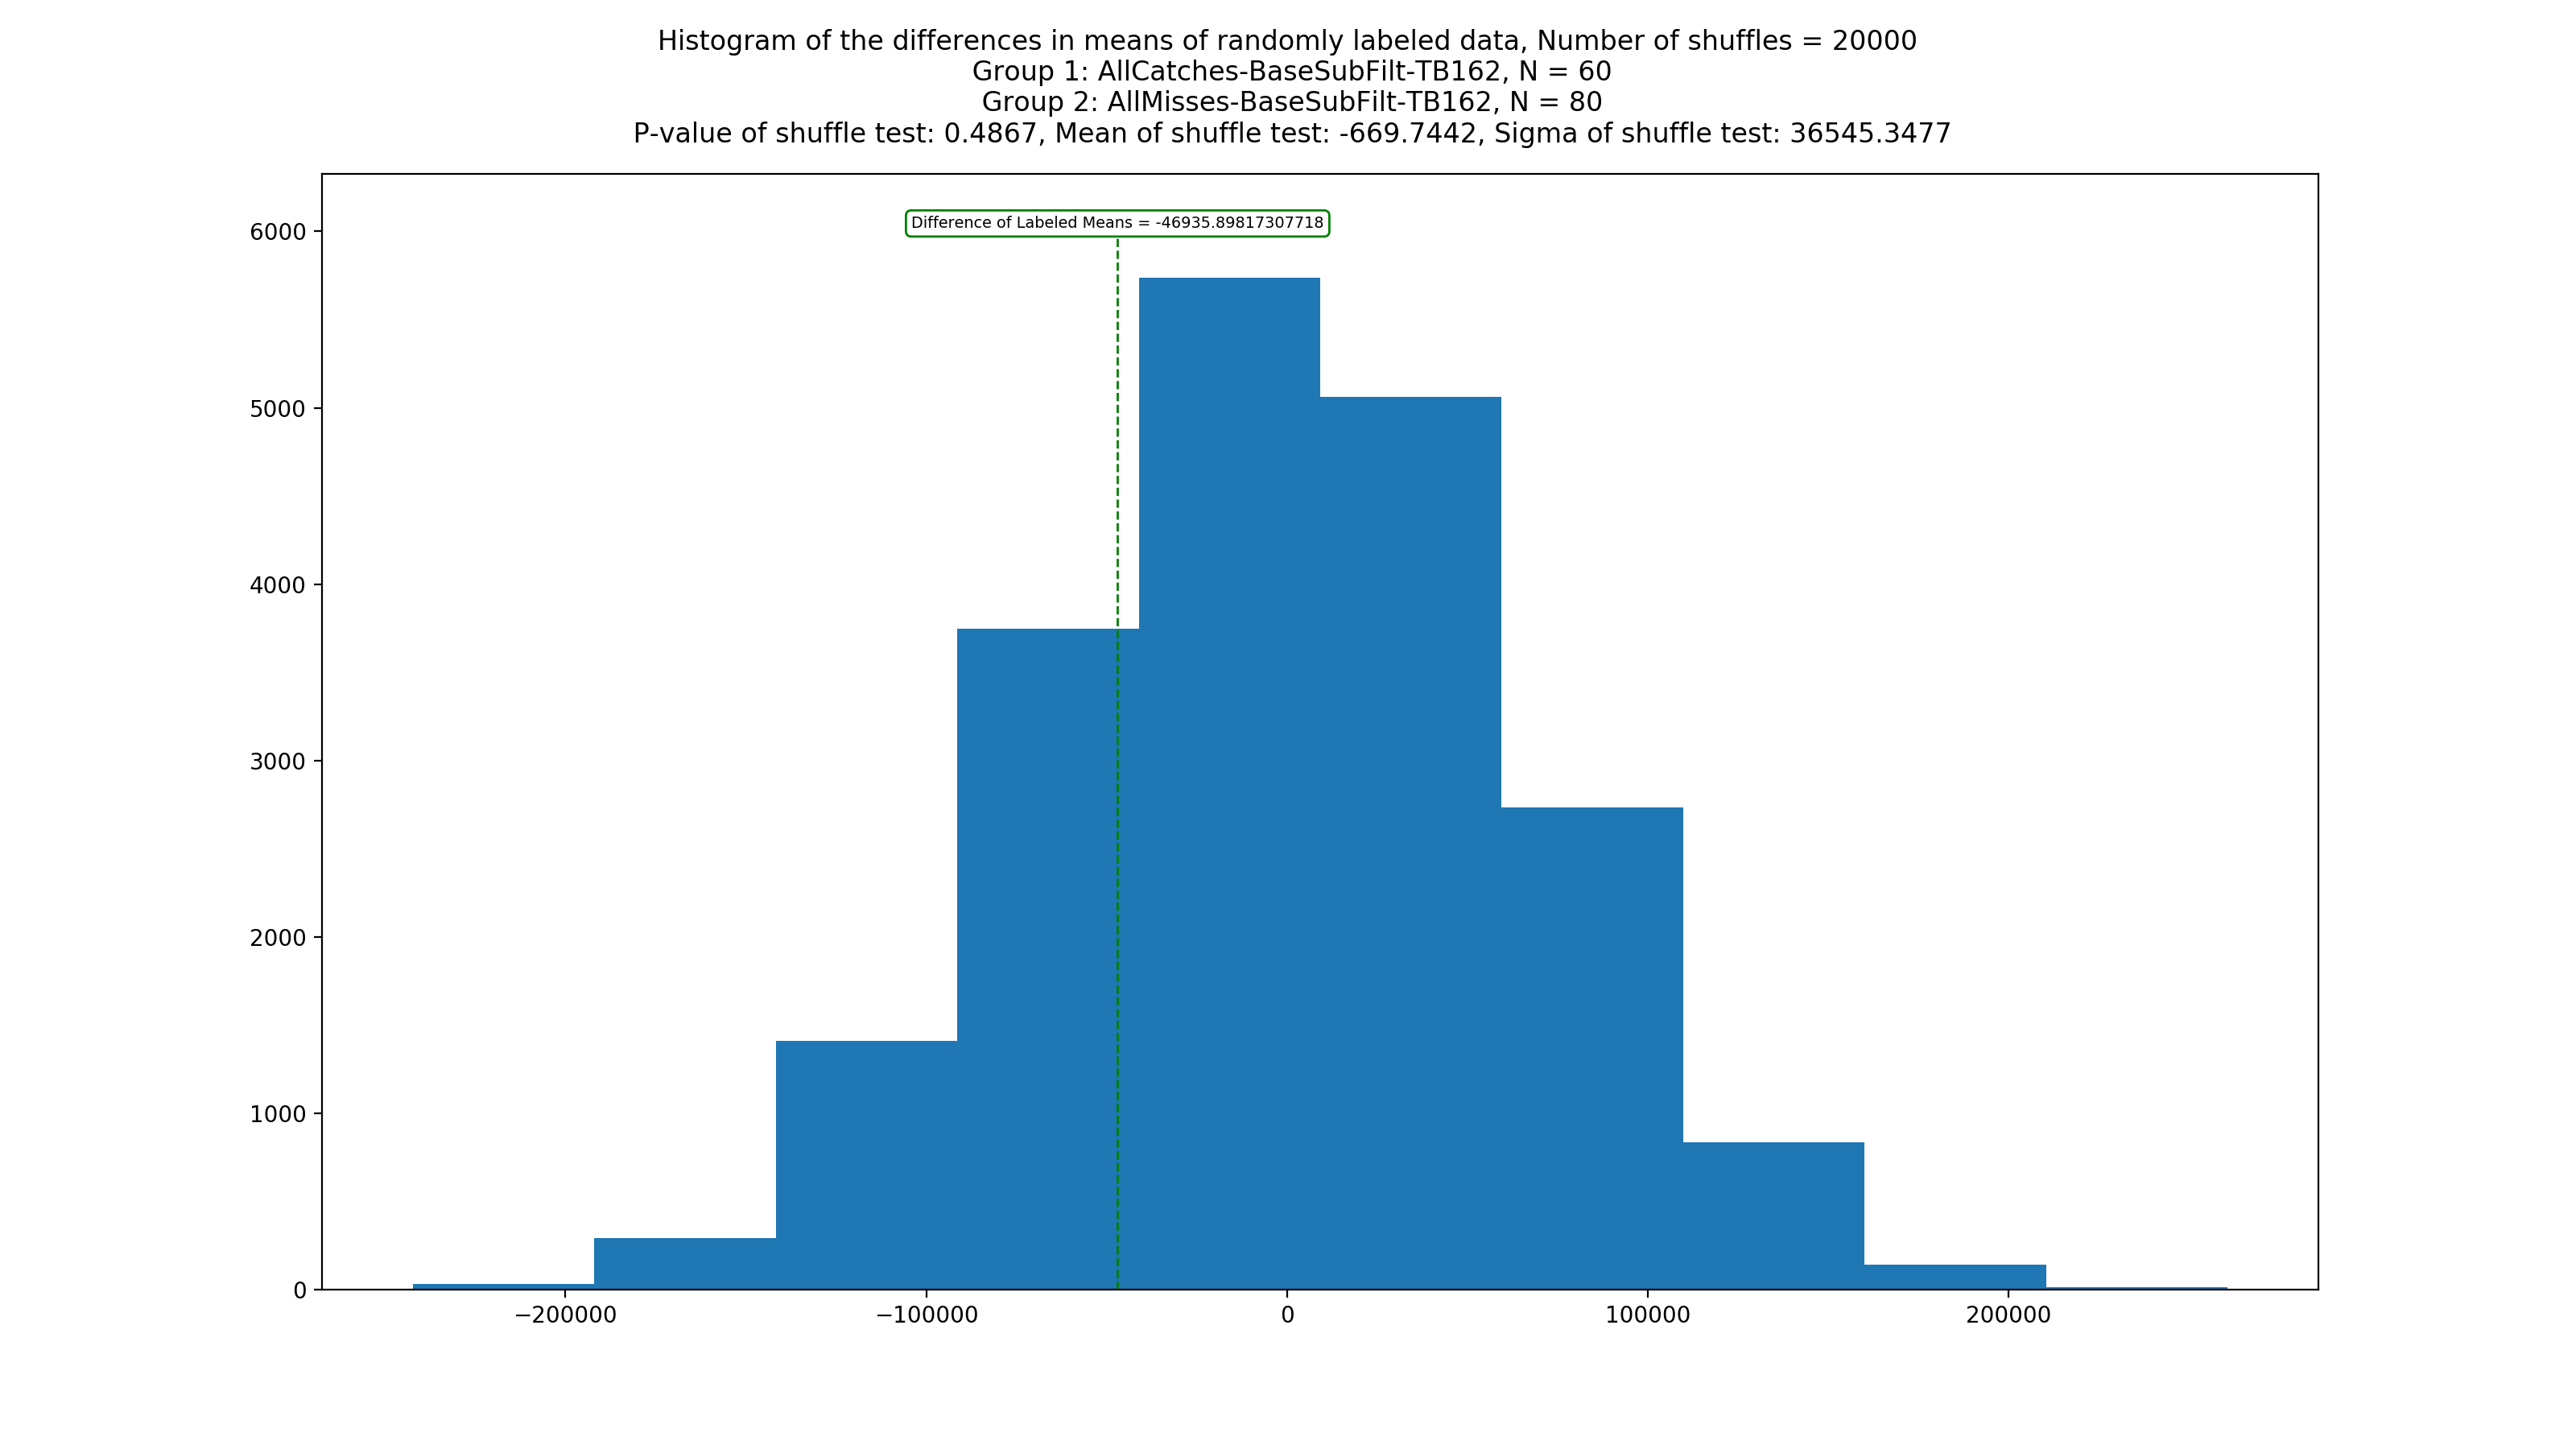 Histogram of the differences in means of randomly labeled data, Number of shuffles = 20000
Group 1: AllCatches-BaseSubFilt-TB162, N = 60
Group 2: AllMisses-BaseSubFilt-TB162, N = 80
P-value of shuffle test: 0.4867, Mean of shuffle test: -669.7442, Sigma of shuffle test: 36545.3477
Difference of Labeled Means = -46935.89817307718
6000
5000
4000
3000
2000
1000
0
−200000 −100000 0 100000 200000